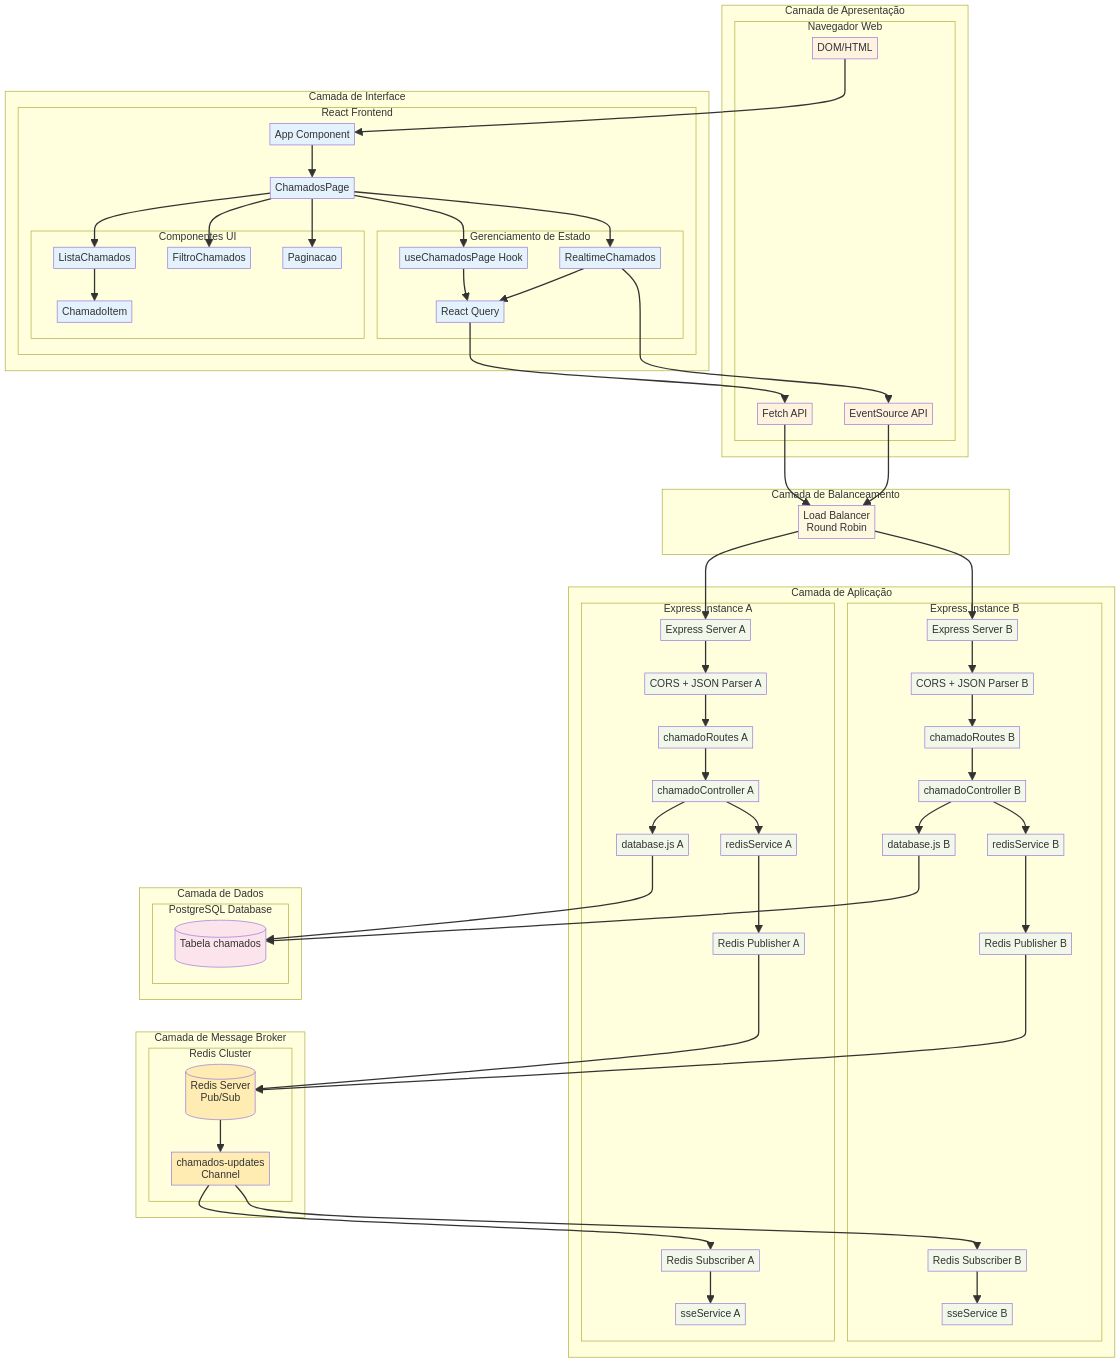 Camada de Apresentação
Navegador Web
DOM/HTML
Camada de Interface
React Frontend
App Component
ChamadosPage
Componentes UI
Gerenciamento de Estado
ListaChamados
FiltroChamados
Paginacao
useChamadosPage Hook
RealtimeChamados
ChamadoItem
React Query
Fetch API
EventSource API
Camada de Balanceamento
Load Balancer
Round Robin
Camada de Aplicação
Express Instance A
Express Instance B
Express Server A
Express Server B
CORS + JSON Parser A
CORS + JSON Parser B
chamadoRoutes A
chamadoRoutes B
chamadoController A
chamadoController B
database.js A
redisService A
database.js B
redisService B
Camada de Dados
PostgreSQL Database
Tabela chamados
Redis Publisher A
Redis Publisher B
Camada de Message Broker
Redis Cluster
Redis Server
Pub/Sub
chamados-updates
Channel
Redis Subscriber A
Redis Subscriber B
sseService A
sseService B